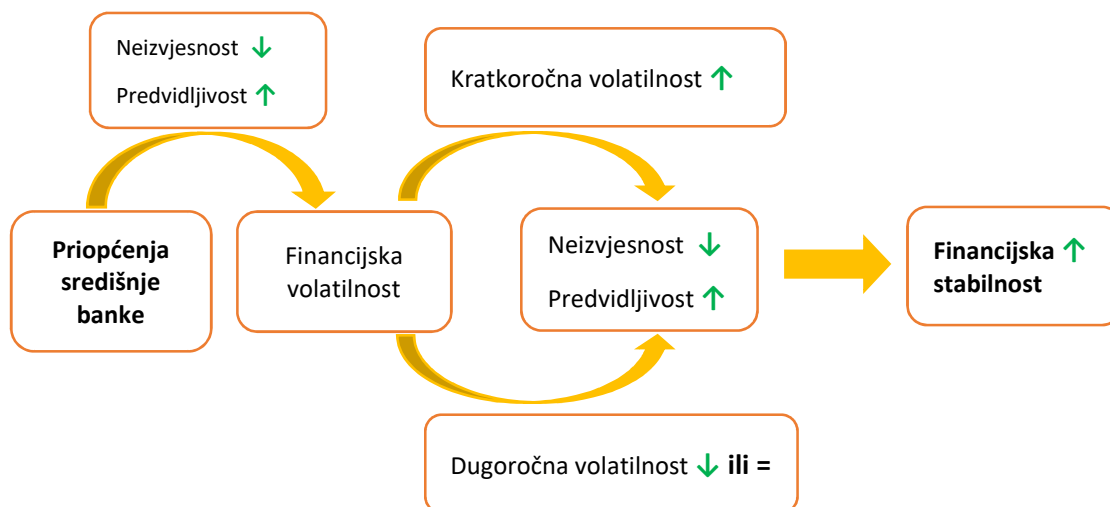 Neizvjesnost ↓
Predvidljivost ↑
Kratkoročna volatilnost ↑
Priopćenja
središnje
banke
Financijska
volatilnost
Neizvjesnost ↓
Predvidljivost ↑
Financijska ↑
stabilnost
Dugoročna volatilnost ↓ ili =